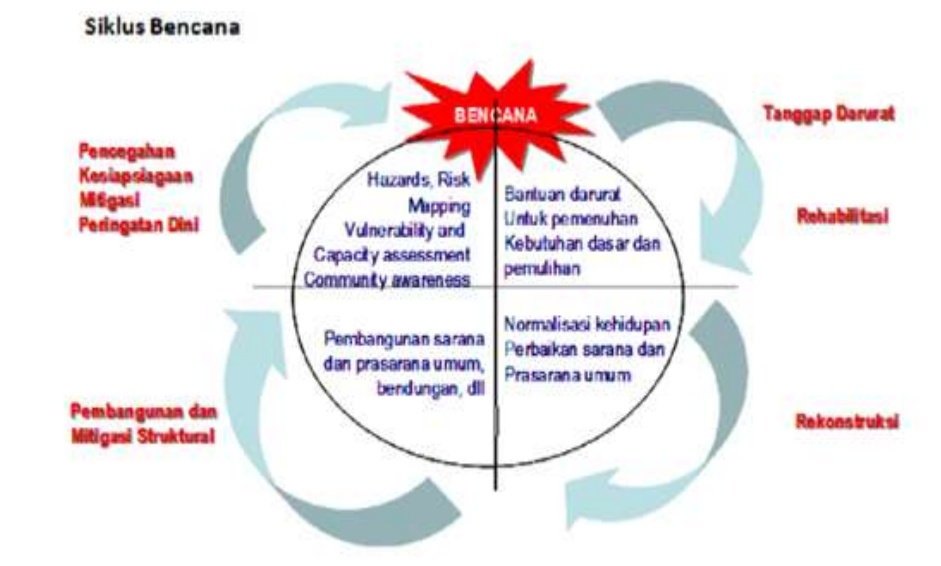 Siklus Bencana
BENCANA
Tanggap Darurat
Pencegahan
Kesiapsiagaan
Mitigasi
Peringatan Dini
Hazards, Risk
Mapping
Vulnerability and
Capacity assessment
Community awareness
Bantuan darurat
Untuk pemenuhan
Kebutuhan dasar dan
pemulihan
Rehabilitasi
Pembangunan sarana
dan prasarana umum,
bendungan, dll
Normalisasi kehidupan
Perbaikan sarana dan
Prasarana umum
Pembangunan dan
Mitigasi Struktural
Rekonstruksi